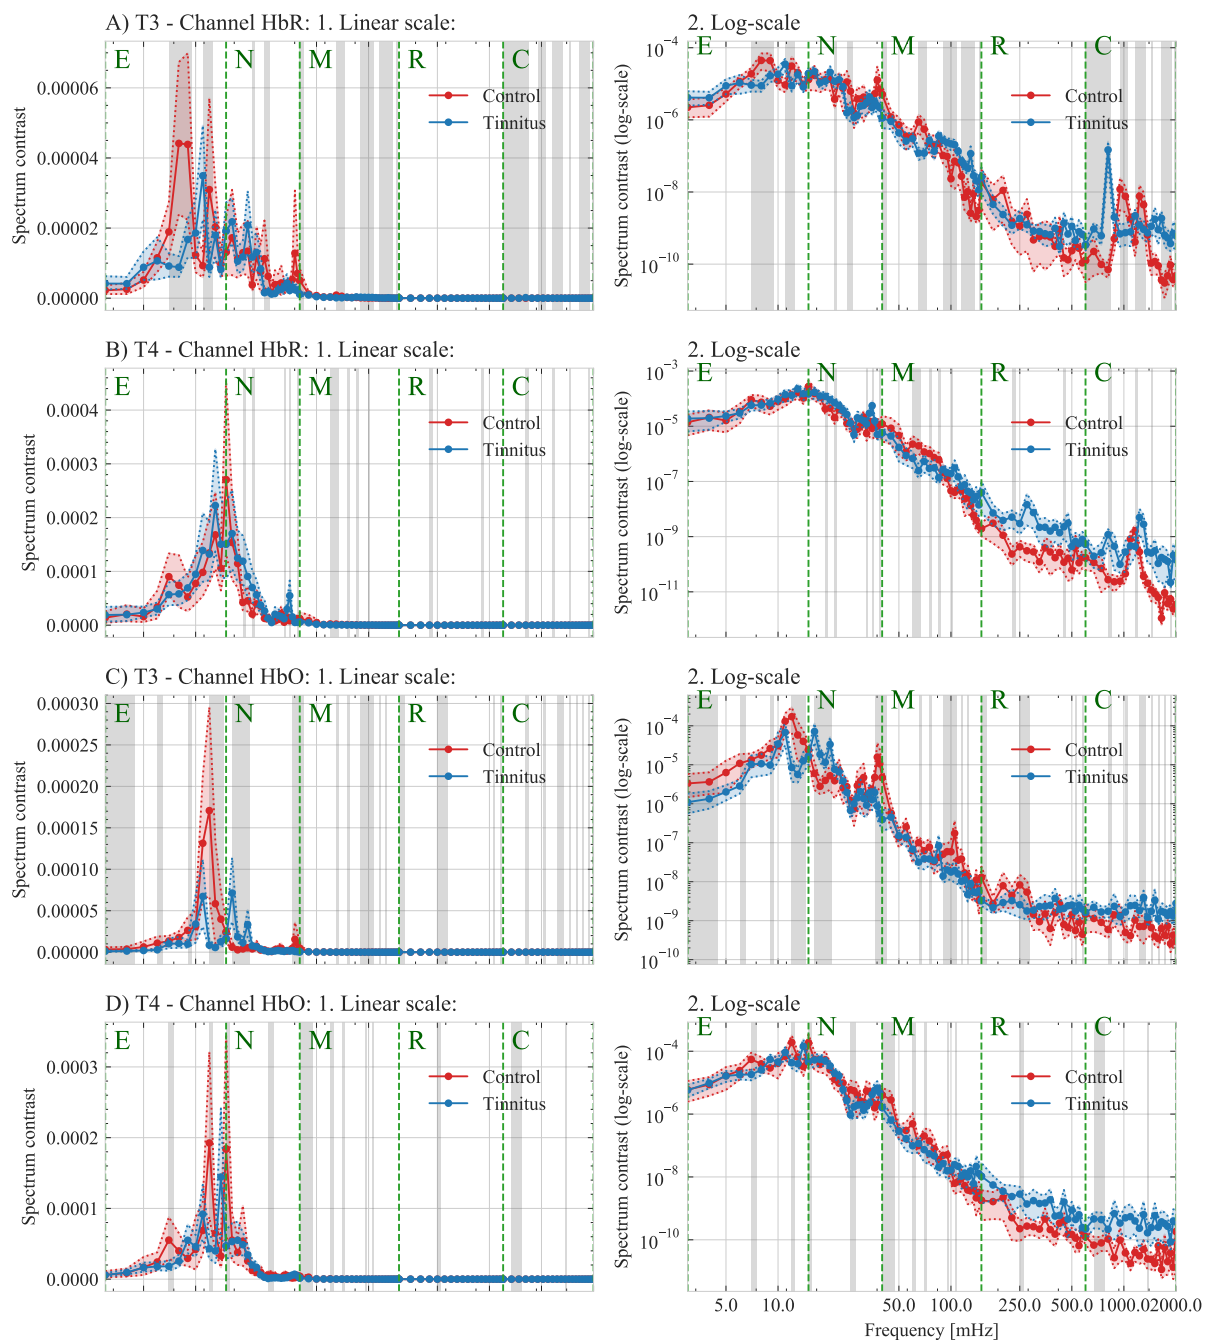 A) T3 - Channel HbR: 1. Linear scale:
2. Log-scale
E N M R C
E N M R C
Spectrum contrast
0.00006
0.00004
0.00002
0.00000
Control
Tinnitus
Spectrum contrast (log-scale)
10−4
10−6
10−8
10−10
Control
Tinnitus
B) T4 - Channel HbR: 1. Linear scale:
2. Log-scale
E N M R C
E N M R C
Spectrum contrast
0.0004
0.0003
0.0002
0.0001
0.0000
Control
Tinnitus
Spectrum contrast (log-scale)
10−3
10−5
10−7
10−9
10−11
Control
Tinnitus
C) T3 - Channel HbO: 1. Linear scale:
2. Log-scale
E N M R C
E N M R C
Spectrum contrast
0.00030
0.00025
0.00020
0.00015
0.00010
0.00005
0.00000
Control
Tinnitus
Spectrum contrast (log-scale)
10−4
10−5
10−6
10−7
10−8
10−9
10−10
Control
Tinnitus
D) T4 - Channel HbO: 1. Linear scale:
2. Log-scale
E N M R C
E N M R C
Spectrum contrast
0.0003
0.0002
0.0001
0.0000
Control
Tinnitus
Spectrum contrast (log-scale)
10−4
10−6
10−8
10−10
Control
Tinnitus
5.0 10.0 50.0 100.0 250.0 500.0 1000.0 2000.0
Frequency [mHz]